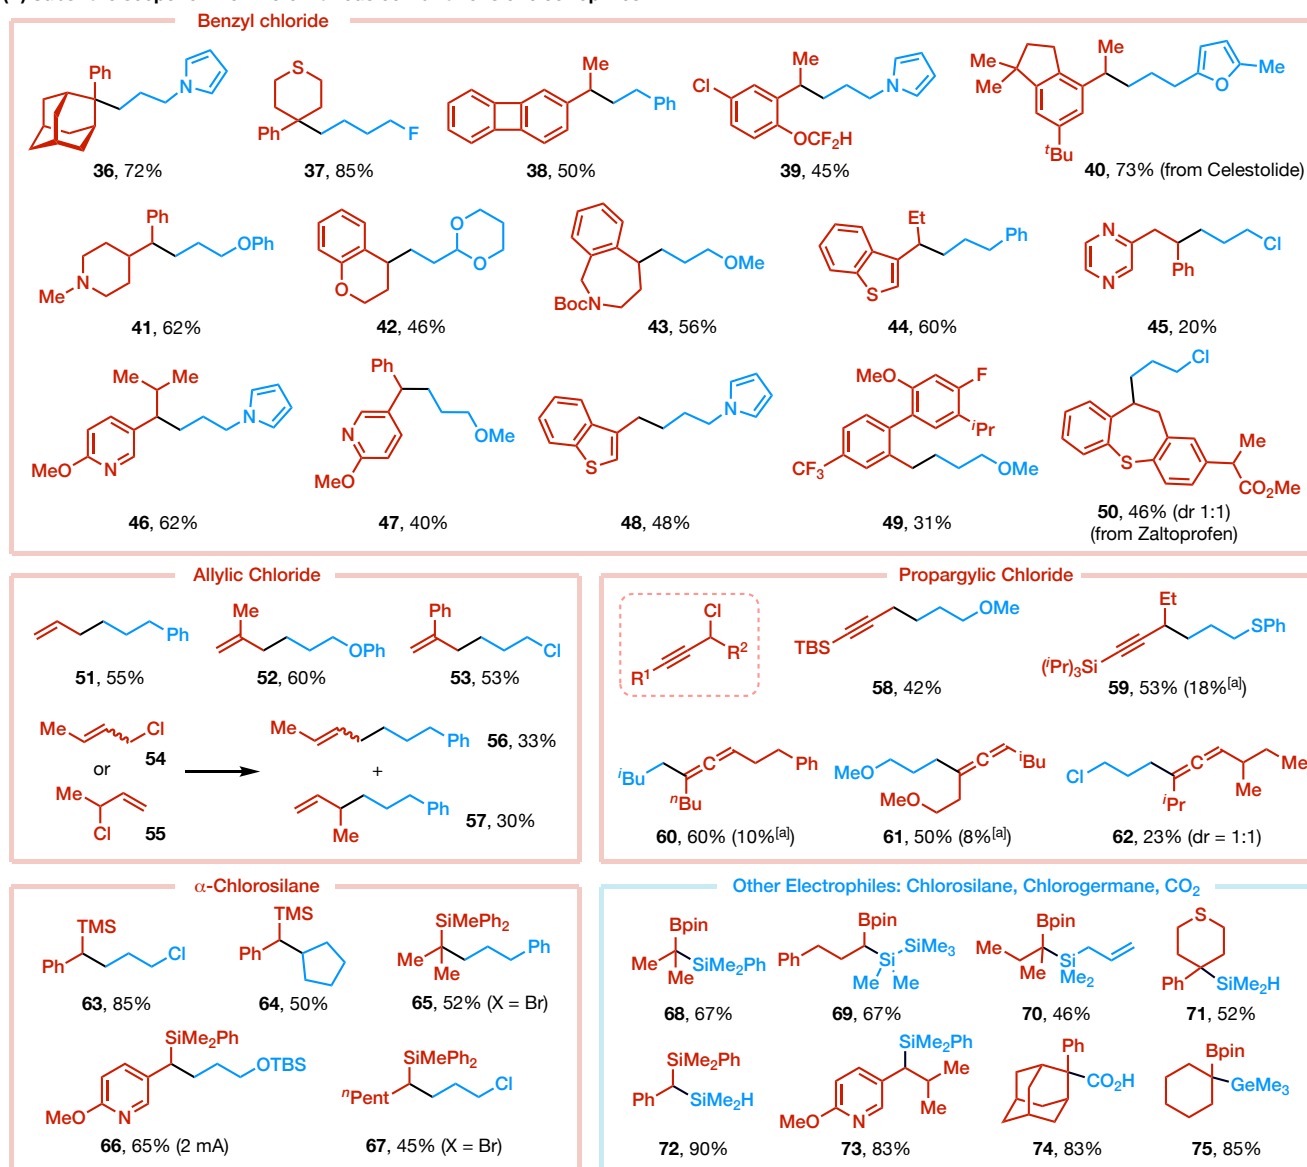 Benzyl chloride
Ph N
36, 72%
S Ph F
37, 85%
Me Ph
38, 50%
Cl Me N OCF2H
39, 45%
Me Me Me O Me tBu
40, 73% (from Celestolide)
Ph OPh N Me
41, 62%
O O O
42, 46%
OMe BocN
43, 56%
Et Ph S
44, 60%
N N Ph Cl
45, 20%
Me Me N MeO N
46, 62%
Ph N OMe MeO
47, 40%
N S
48, 48%
MeO F iPr CF3 OMe
49, 31%
Cl S Me CO2Me
50, 46% (dr 1:1)
(from Zaltoprofen)
Allylic Chloride
Ph
51, 55%
Me OPh
52, 60%
Ph Cl
53, 53%
Me Cl
54
or
Me Cl
55
Ph
56, 33%
Me
+
Ph
Me
57, 30%
Propargylic Chloride
Cl R1 R2
TBS OMe
58, 42%
Et SPh (iPr)3Si
59, 53% (18%[a])
iBu nBu Ph
60, 60% (10%[a])
MeO iBu MeO
61, 50% (8%[a])
Cl iPr Me Me
62, 23% (dr = 1:1)
α-Chlorosilane
TMS Ph Cl
63, 85%
TMS Ph
64, 50%
SiMePh2 Me Me Ph
65, 52% (X = Br)
SiMe2Ph OTBS MeO N
66, 65% (2 mA)
SiMePh2 nPent Cl
67, 45% (X = Br)
Other Electrophiles: Chlorosilane, Chlorogermane, CO2
Bpin Me Me SiMe2Ph
68, 67%
Bpin Ph SiMe3 Si Me Me
69, 67%
Bpin Me Me Si Me2
70, 46%
S Ph SiMe2H
71, 52%
SiMe2Ph Ph SiMe2H
72, 90%
SiMe2Ph Me Me MeO N
73, 83%
Ph CO2H
74, 83%
Bpin GeMe3
75, 85%